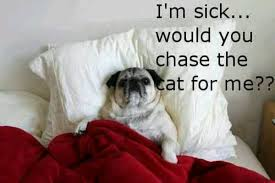 I'm sick...
would you
chase the
cat for me??